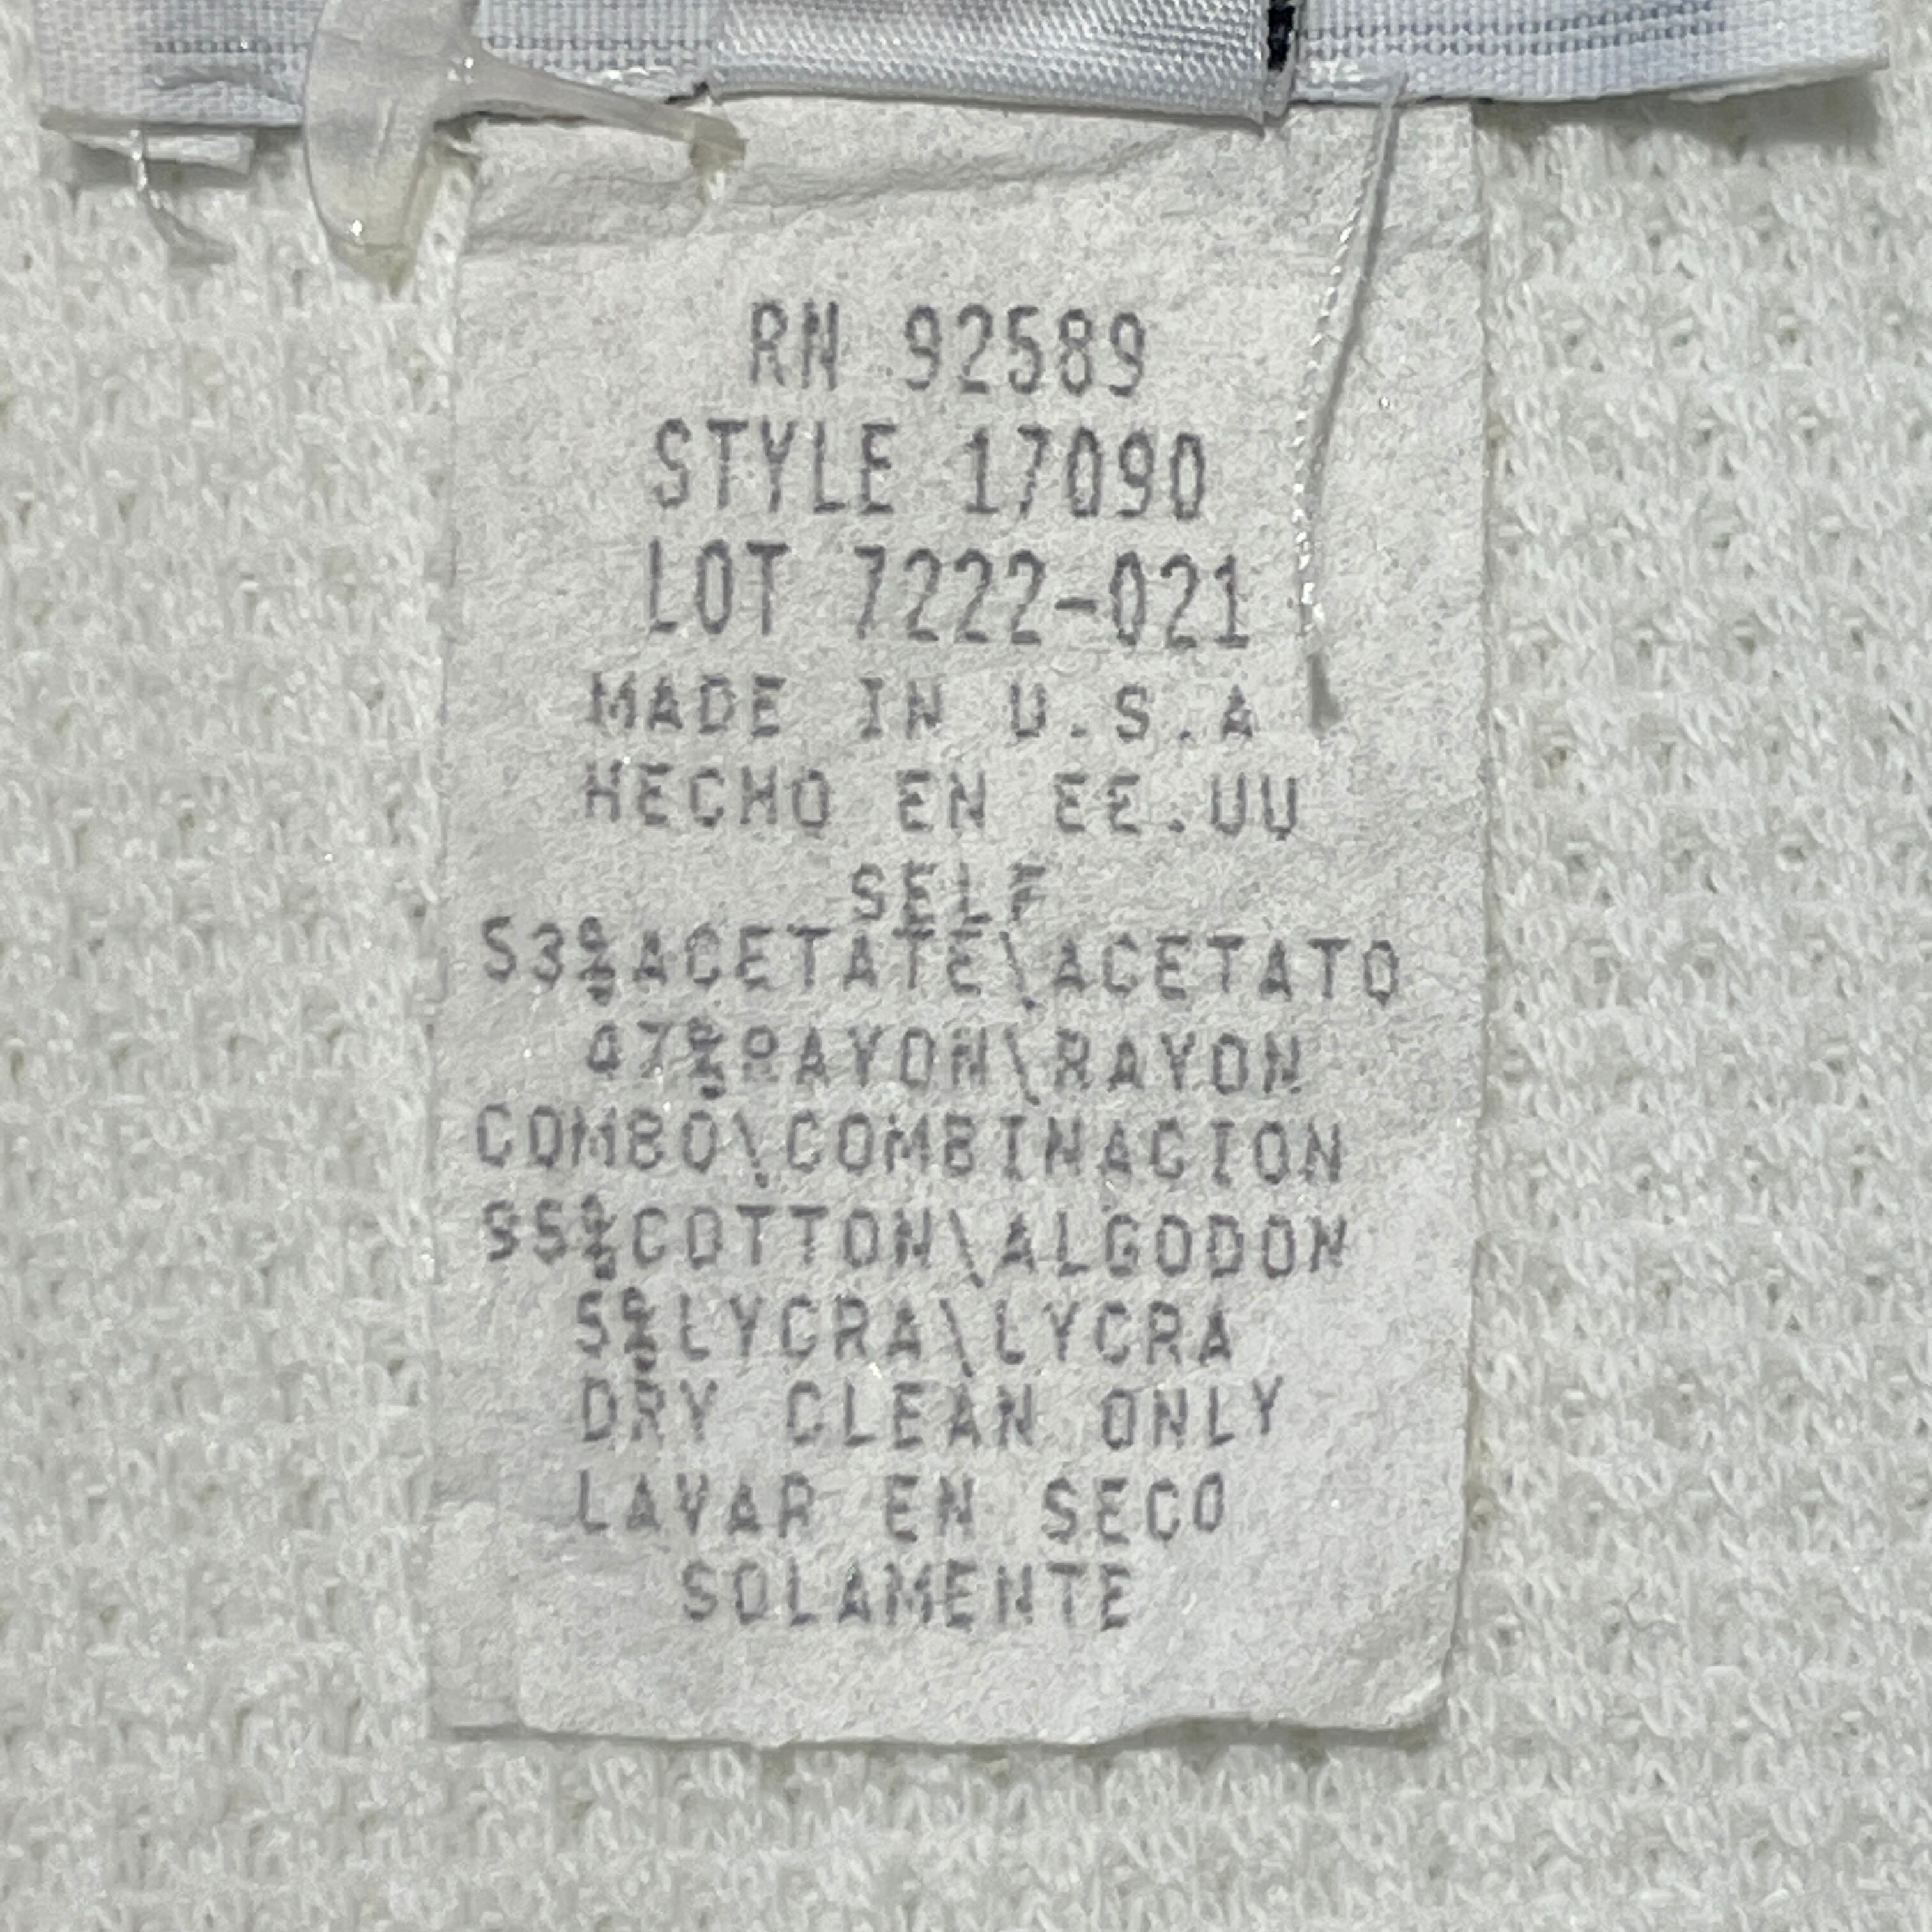 RN 92589
STYLE 17090
LOT 7222-021
MADE IN U.S.A
HECHO EN EE.UU
SELF
53%ACETATE\ACETATO
47%RAYON\RAYON
COMBO\COMBINACION
95%COTTON\ALGODON
5%LYCRA\LYCRA
DRY CLEAN ONLY
LAVAR EN SECO
SOLAMENTE